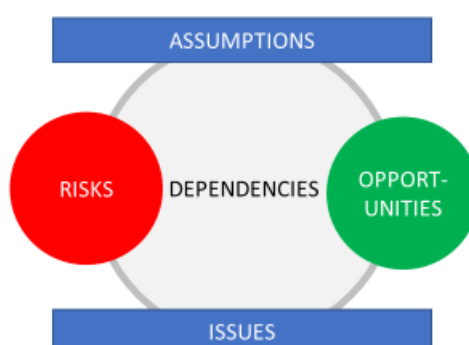 ASSUMPTIONS
RISKS
DEPENDENCIES
OPPORT-
UNITIES
ISSUES